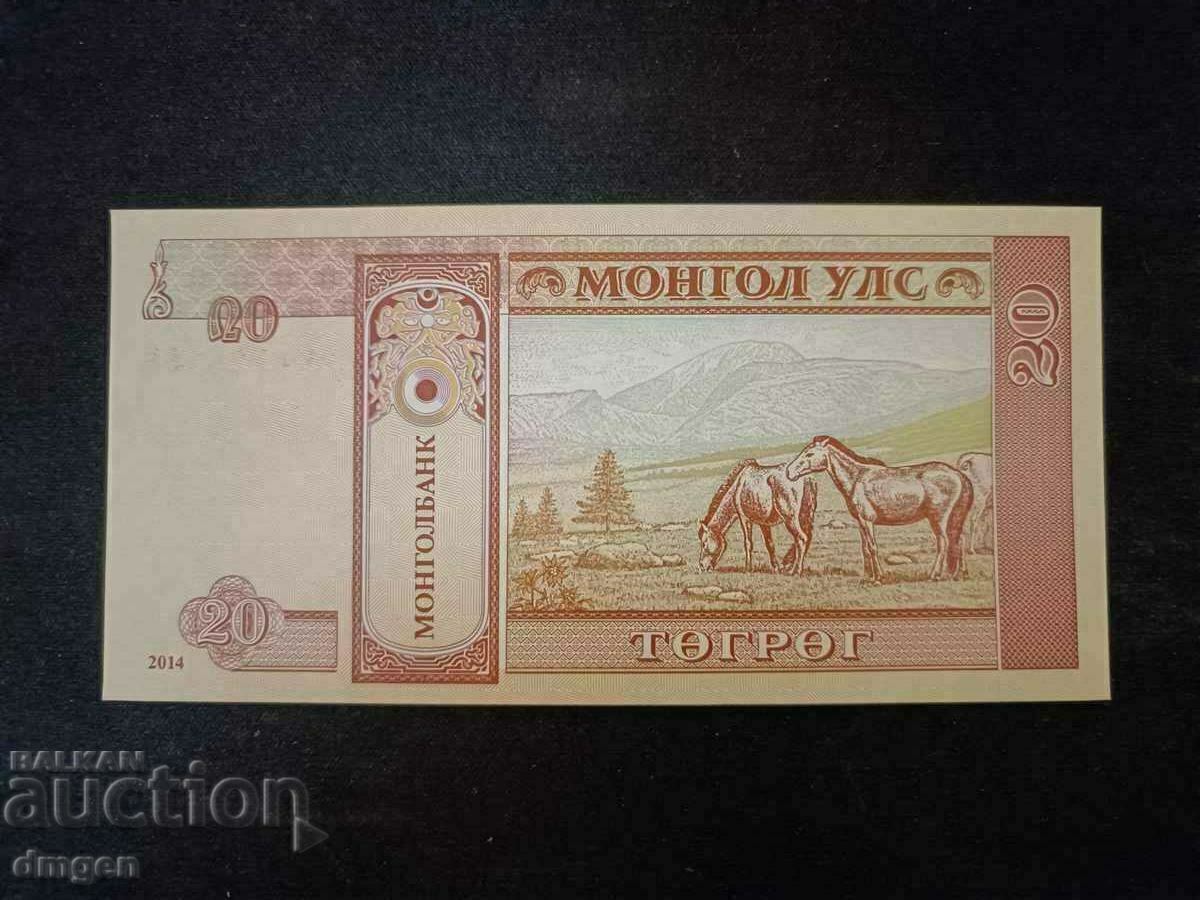 МОНГОЛ УЛС
20
20
МОНГОЛБАНК
20
ТӨГРӨГ
2014
BALKAN
auction
dmgen